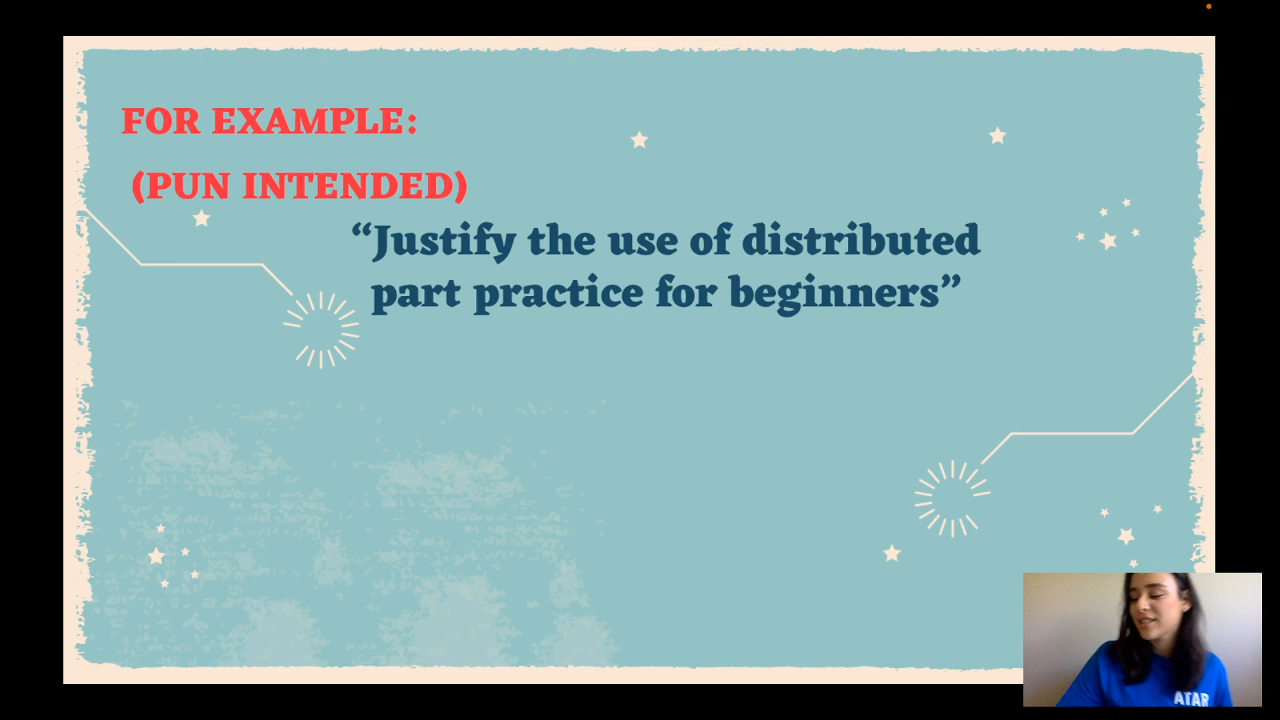 FOR EXAMPLE:
(PUN INTENDED)
“Justify the use of distributed
part practice for beginners”
ATAR